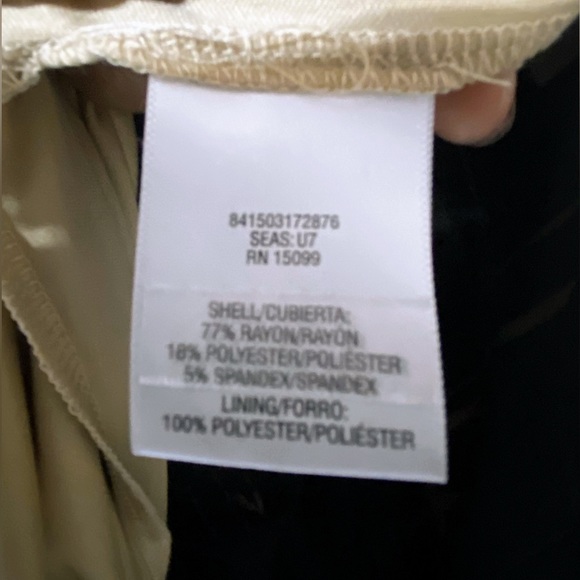 841503172876
SEAS: U7
RN 15099
SHELL/CUBIERTA:
77% RAYON/RAYON
18% POLYESTER/POLIÉSTER
5% SPANDEX/SPANDEX
LINING/FORRO:
100% POLYESTER/POLIÉSTER